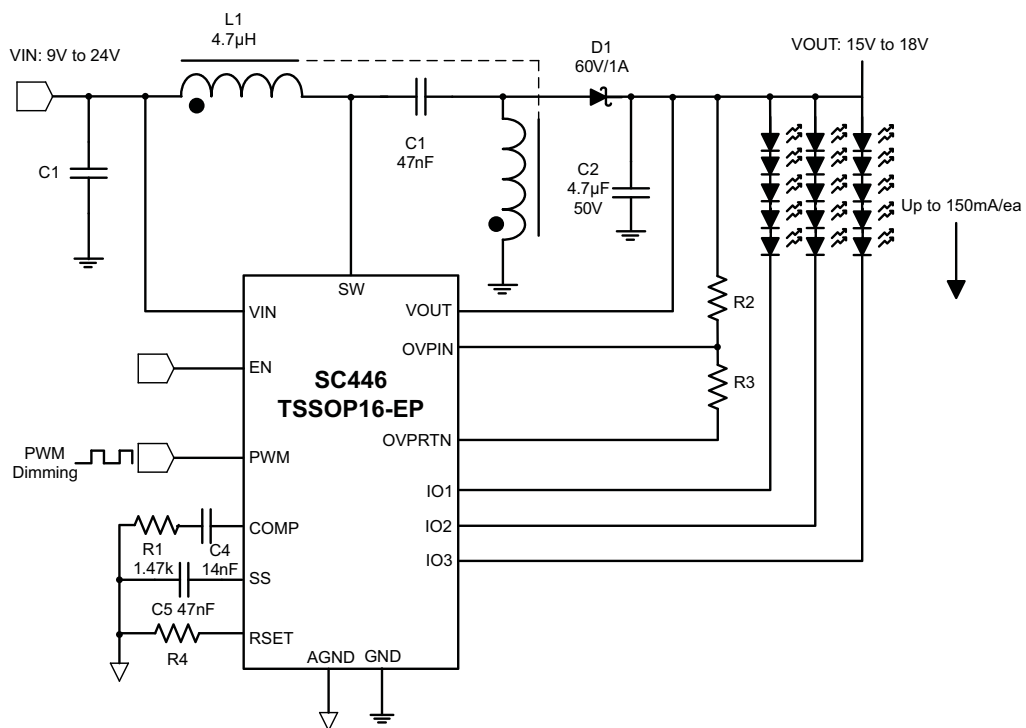 L1
4.7µH
VIN: 9V to 24V
D1
60V/1A
VOUT: 15V to 18V
C1
C1
47nF
C2
4.7µF
50V
Up to 150mA/ea
SW
VIN
VOUT
R2
OVPIN
EN
SC446
TSSOP16-EP
R3
OVPRTN
PWM
Dimming
PWM
IO1
COMP
IO2
R1
1.47k
C4
14nF
IO3
SS
C5 47nF
RSET
R4
AGND
GND